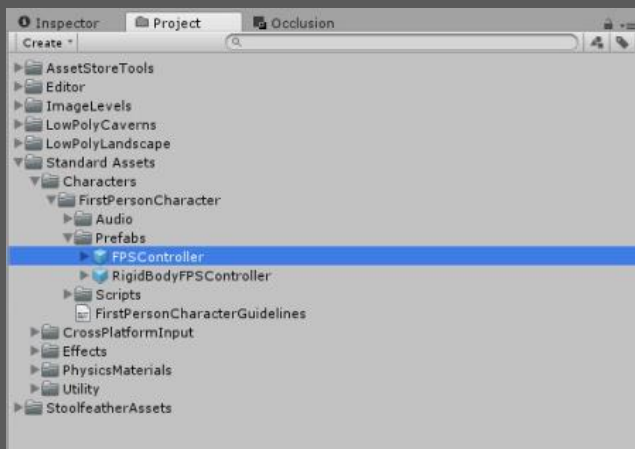 Inspector Project Occlusion
Create
AssetStoreTools
Editor
ImageLevels
LowPolyCaverns
LowPolyLandscape
Standard Assets
Characters
FirstPersonCharacter
Audio
Prefabs
FPSController
RigidBodyFPSController
Scripts
FirstPersonCharacterGuidelines
CrossPlatformInput
Effects
PhysicsMaterials
Utility
StoolfeatherAssets